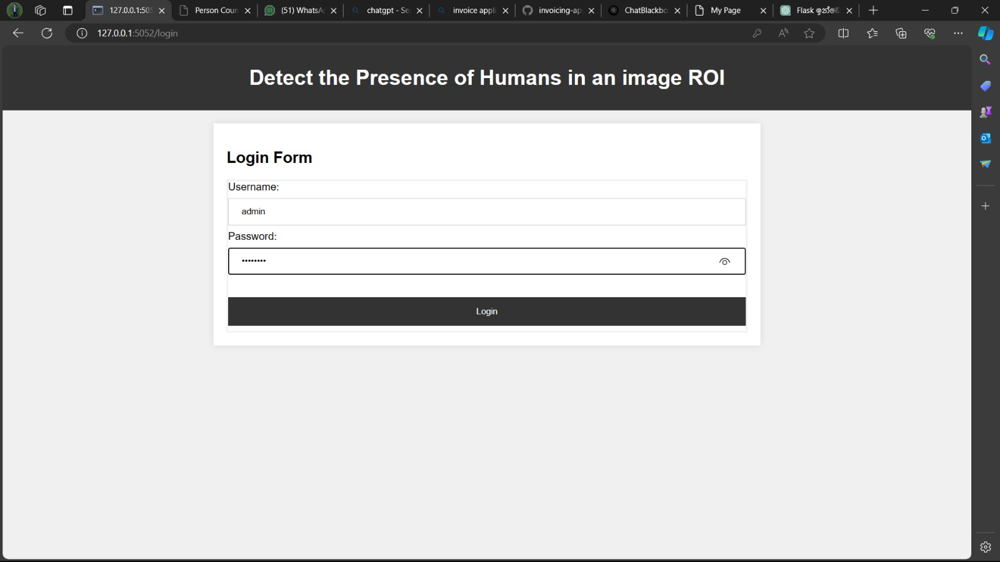 127.0.0.1:505
Person Coun
(51) WhatsA
chatgpt - Se
invoice appli
invoicing-ap
ChatBlackbo
My Page
Flask
127.0.0.1:5052/login
Detect the Presence of Humans in an image ROI
Login Form
Username:
admin
Password:
••••••••
Login